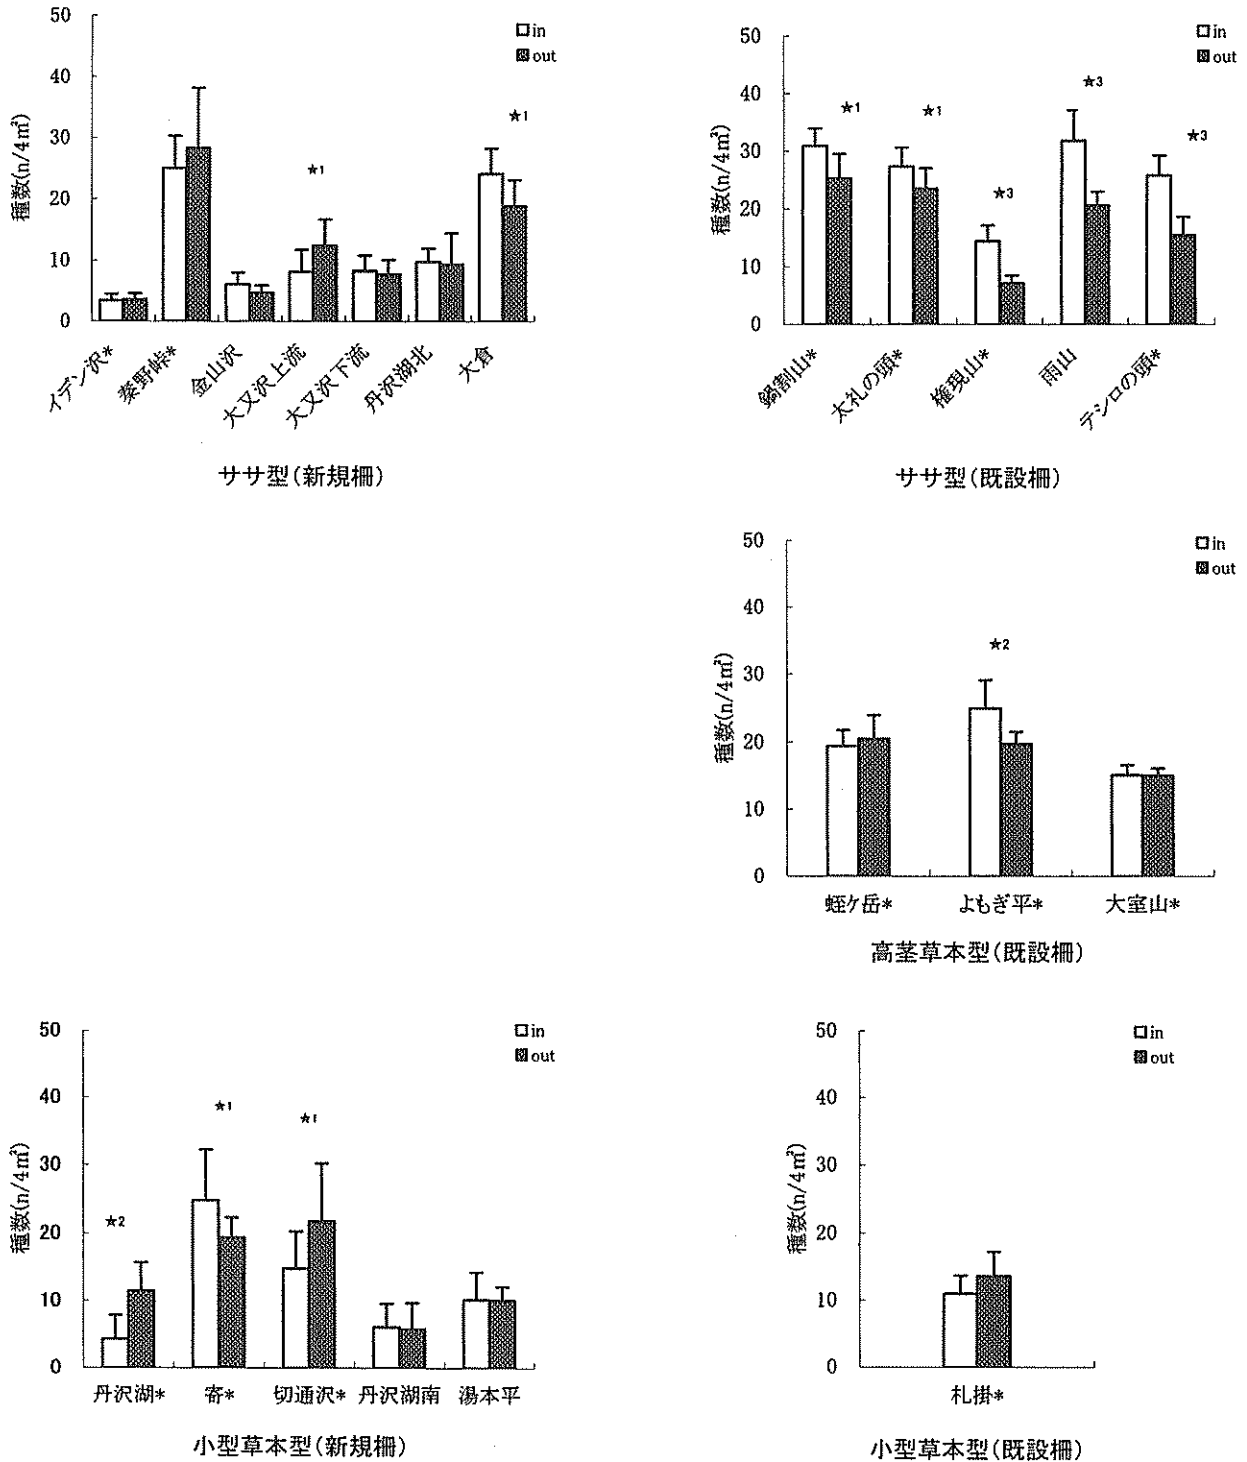 50
40
30
20
10
0
種数(n/4㎡)
in
out
★1
★1
イデン沢*
秦野峠*
金山沢
大又沢上流
大又沢下流
丹沢湖北
大倉
ササ型(新規柵)
50
40
30
20
10
0
種数(n/4㎡)
in
out
★1
★1
★3
★3
★3
鍋割山*
太礼の頭*
権現山*
雨山
テシロの頭*
ササ型(既設柵)
50
40
30
20
10
0
種数(n/4㎡)
in
out
★2
蛭ケ岳*
よもぎ平*
大室山*
高茎草本型(既設柵)
50
40
30
20
10
0
種数(n/4㎡)
in
out
★2
★1
★1
丹沢湖*
寄*
切通沢*
丹沢湖南
湯本平
小型草本型(新規柵)
50
40
30
20
10
0
種数(n/4㎡)
in
out
札掛*
小型草本型(既設柵)